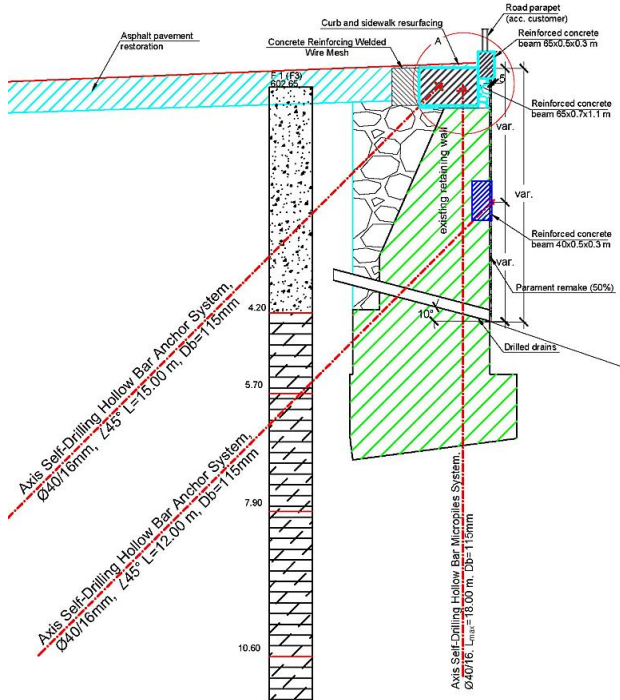 Road parapet
(acc. customer)
Curb and sidewalk resurfacing
Asphalt pavement
restoration
Concrete Reinforcing Welded
Wire Mesh
A
Reinforced concrete
beam 65x0.5x0.3 m
F1 (F3)
602.65
5
Reinforced concrete
beam 65x0.7x1.1 m
var.
existing retaining wall
var.
Reinforced concrete
beam 40x0.5x0.3 m
var.
Parament remake (50%)
4.20
10°
Drilled drains
Axis Self-Drilling Hollow Bar Anchor System,
Ø40/16mm, ∠45° L=15.00 m, Db=115mm
5.70
7.90
Axis Self-Drilling Hollow Bar Anchor System,
Ø40/16mm, ∠45° L=12.00 m, Db=115mm
10.60
Axis Self-Drilling Hollow Bar Micropiles System,
Ø40/16, Lmax=18.00 m, Db=115mm